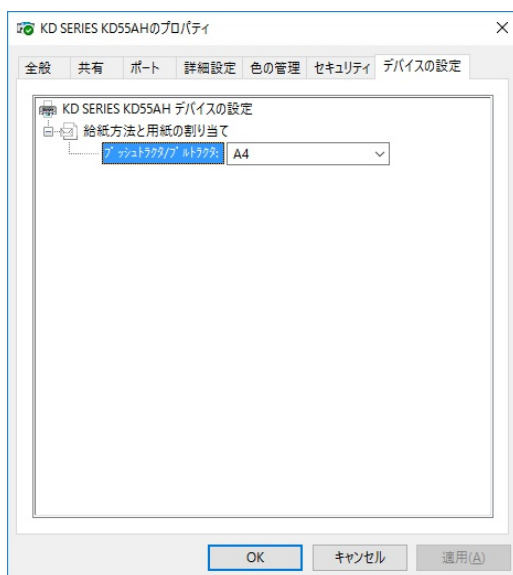 KD SERIES KD55AHのプロパティ
全般 共有 ポート 詳細設定 色の管理 セキュリティ デバイスの設定
KD SERIES KD55AH デバイスの設定
給紙方法と用紙の割り当て
プッシュトラクタ/プルトラクタ: A4
OK キャンセル 適用(A)